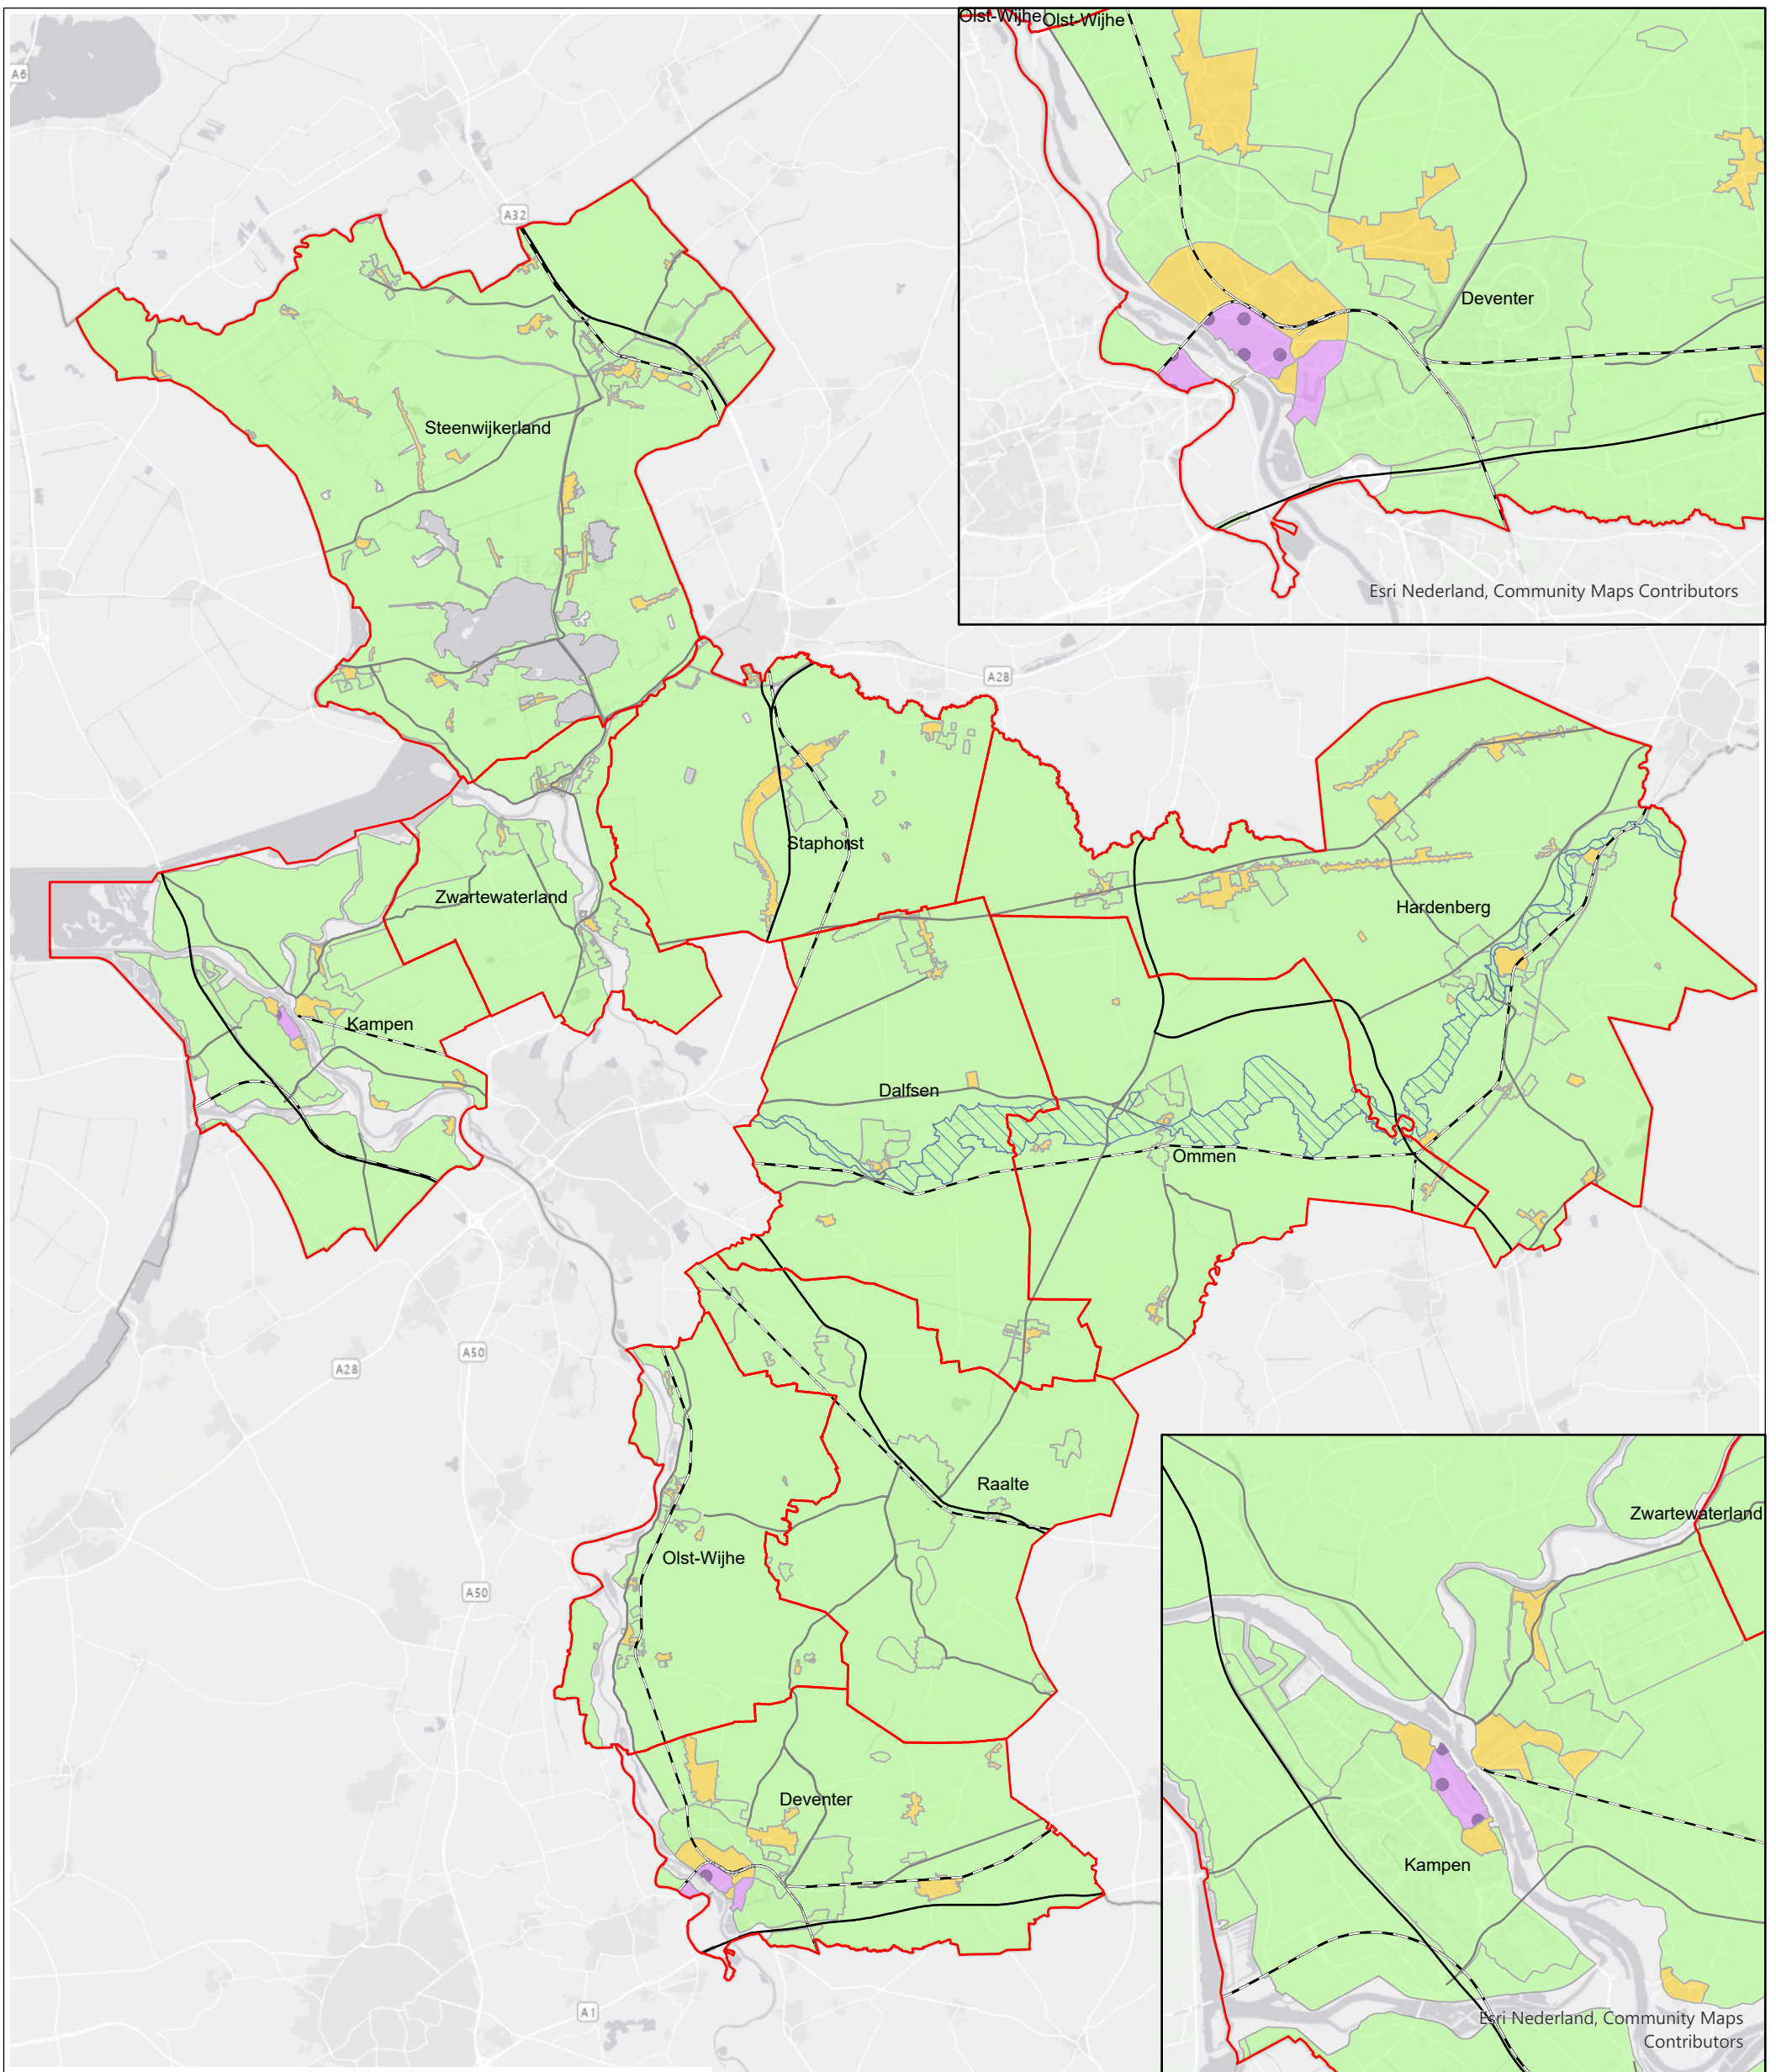 Olst-Wijhe
Olst-Wijhe
A6
A32
Deventer
A1
Steenwijkerland
Esri Nederland, Community Maps Contributors
A28
Staphorst
Zwartewaterland
Hardenberg
Kampen
Dalfsen
Ommen
A50
A28
Raalte
Zwartewaterland
Olst-Wijhe
A50
Deventer
Kampen
A1
Esri Nederland, Community Maps
Contributors